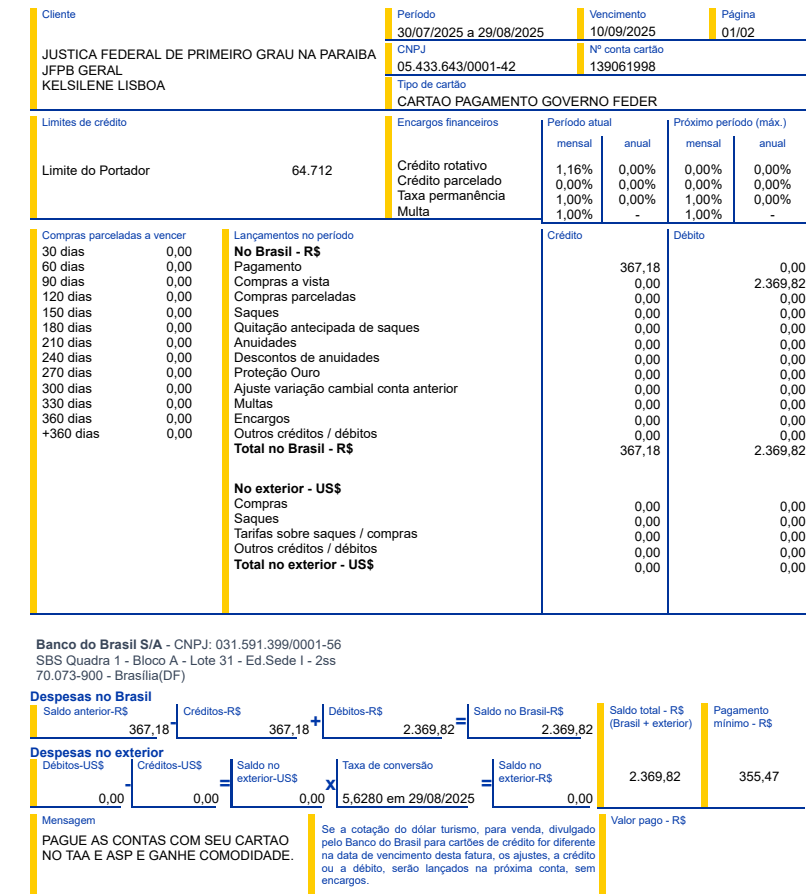 Cliente
JUSTICA FEDERAL DE PRIMEIRO GRAU NA PARAIBA
JFPB GERAL
KELSILENE LISBOA
Período Vencimento Página
30/07/2025 a 29/08/2025 10/09/2025 01/02
CNPJ Nº conta cartão
05.433.643/0001-42 139061998
Tipo de cartão
CARTAO PAGAMENTO GOVERNO FEDER
Limites de crédito
Limite do Portador 64.712
Encargos financeiros Período atual Próximo período (máx.)
mensal anual mensal anual
Crédito rotativo 1,16% 0,00% 0,00% 0,00%
Crédito parcelado 0,00% 0,00% 0,00% 0,00%
Taxa permanência 1,00% 0,00% 1,00% 0,00%
Multa 1,00% - 1,00% -
Compras parceladas a vencer
30 dias 0,00
60 dias 0,00
90 dias 0,00
120 dias 0,00
150 dias 0,00
180 dias 0,00
210 dias 0,00
240 dias 0,00
270 dias 0,00
300 dias 0,00
330 dias 0,00
360 dias 0,00
+360 dias 0,00
Lançamentos no período Crédito Débito
No Brasil - R$
Pagamento 367,18 0,00
Compras a vista 0,00 2.369,82
Compras parceladas 0,00 0,00
Saques 0,00 0,00
Quitação antecipada de saques 0,00 0,00
Anuidades 0,00 0,00
Descontos de anuidades 0,00 0,00
Proteção Ouro 0,00 0,00
Ajuste variação cambial conta anterior 0,00 0,00
Multas 0,00 0,00
Encargos 0,00 0,00
Outros créditos / débitos 0,00 0,00
Total no Brasil - R$ 367,18 2.369,82
No exterior - US$
Compras 0,00 0,00
Saques 0,00 0,00
Tarifas sobre saques / compras 0,00 0,00
Outros créditos / débitos 0,00 0,00
Total no exterior - US$ 0,00 0,00
Banco do Brasil S/A - CNPJ: 031.591.399/0001-56
SBS Quadra 1 - Bloco A - Lote 31 - Ed.Sede I - 2ss
70.073-900 - Brasília(DF)
Despesas no Brasil
Saldo anterior-R$ Créditos-R$ Débitos-R$ Saldo no Brasil-R$
367,18 - 367,18 + 2.369,82 = 2.369,82
Despesas no exterior
Débitos-US$ Créditos-US$ Saldo no exterior-US$ Taxa de conversão Saldo no exterior-R$
0,00 - 0,00 = 0,00 x 5,6280 em 29/08/2025 = 0,00
Saldo total - R$ Pagamento
(Brasil + exterior) mínimo - R$
2.369,82 355,47
Mensagem
PAGUE AS CONTAS COM SEU CARTAO
NO TAA E ASP E GANHE COMODIDADE.
Se a cotação do dólar turismo, para venda, divulgado
pelo Banco do Brasil para cartões de crédito for diferente
na data de vencimento desta fatura, os ajustes, a crédito
ou a débito, serão lançados na próxima conta, sem
encargos.
Valor pago - R$